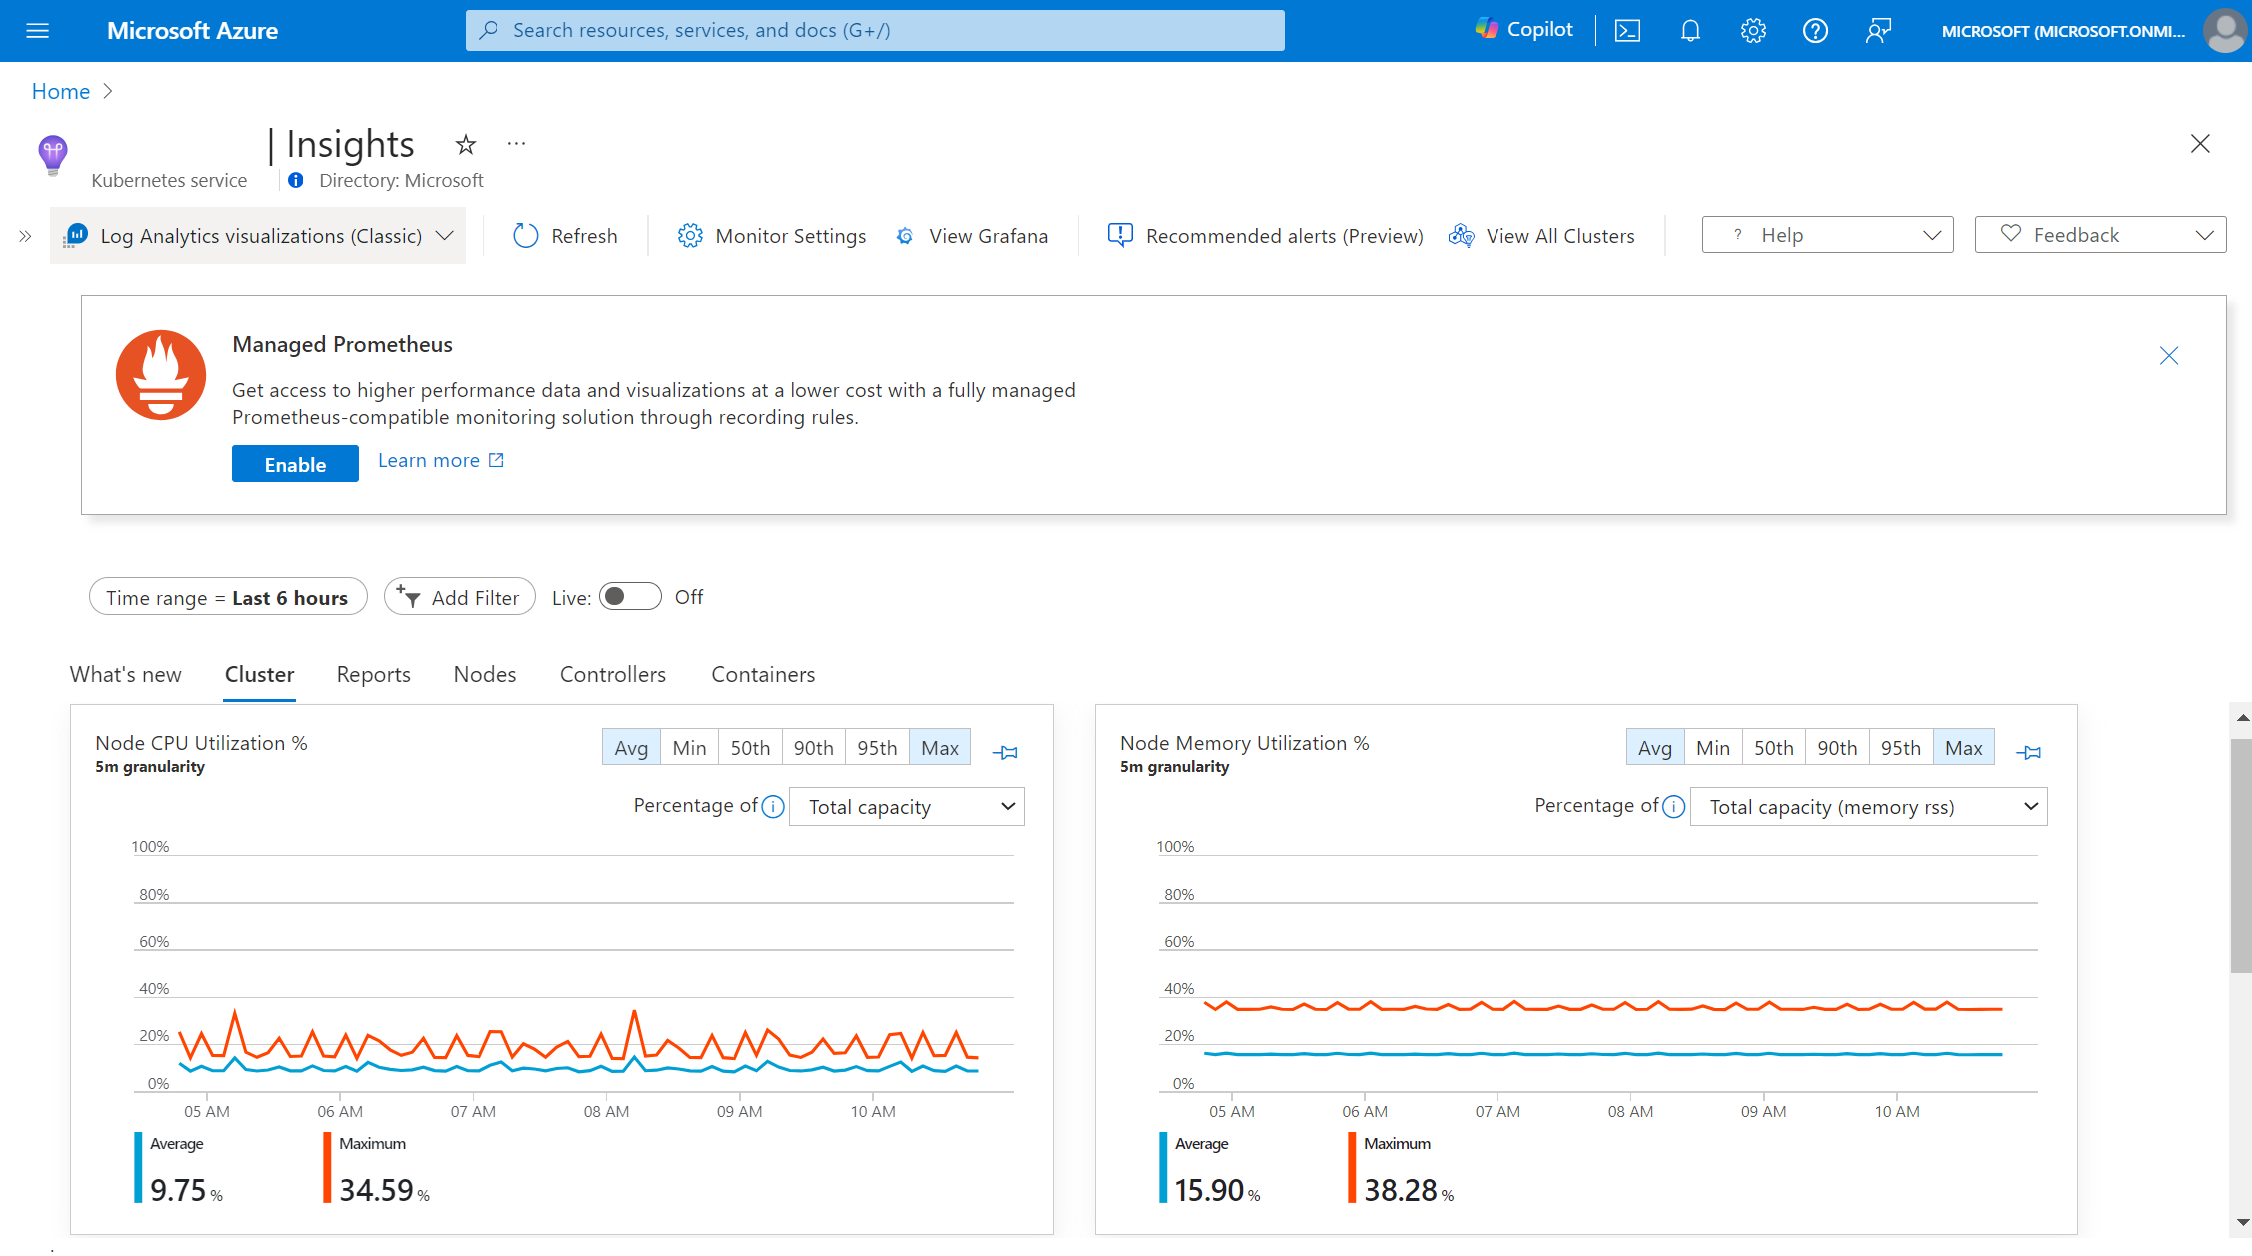 Microsoft Azure
Search resources, services, and docs (G+/)
Copilot
MICROSOFT (MICROSOFT.ONMI...
Home
| Insights
Kubernetes service
Directory: Microsoft
Log Analytics visualizations (Classic)
Refresh
Monitor Settings
View Grafana
Recommended alerts (Preview)
View All Clusters
? Help
Feedback
Managed Prometheus
Get access to higher performance data and visualizations at a lower cost with a fully managed
Prometheus-compatible monitoring solution through recording rules.
Enable
Learn more
Time range = Last 6 hours
Add Filter
Live:
Off
What's new
Cluster
Reports
Nodes
Controllers
Containers
Node CPU Utilization %
5m granularity
Avg Min 50th 90th 95th Max
Percentage of
Total capacity
100%
80%
60%
40%
20%
0%
05 AM 06 AM 07 AM 08 AM 09 AM 10 AM
Average
9.75 %
Maximum
34.59 %
Node Memory Utilization %
5m granularity
Avg Min 50th 90th 95th Max
Percentage of
Total capacity (memory rss)
100%
80%
60%
40%
20%
0%
05 AM 06 AM 07 AM 08 AM 09 AM 10 AM
Average
15.90 %
Maximum
38.28 %